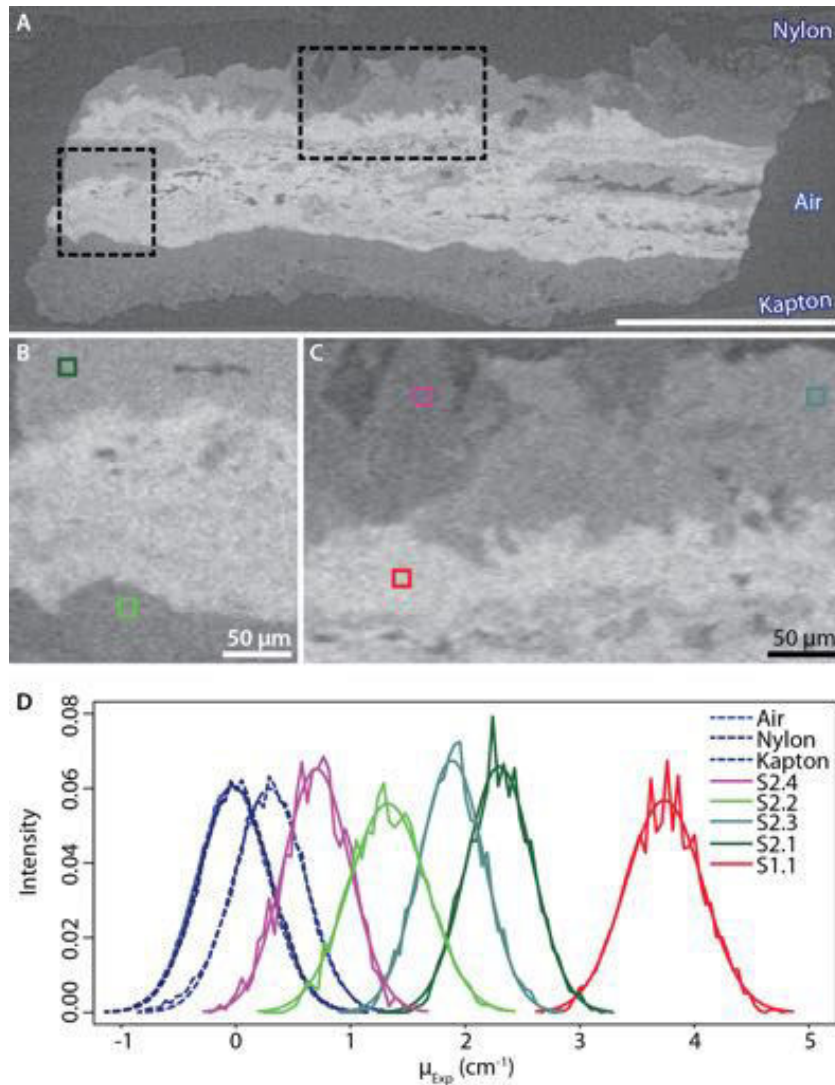 A
Nylon
Air
Kapton
B
50 μm
C
50 μm
D
0.08
0.06
0.04
0.02
0.00
Intensity
Air
Nylon
Kapton
S2.4
S2.2
S2.3
S2.1
S1.1
-1
0
1
2
3
4
5
μExp (cm-1)